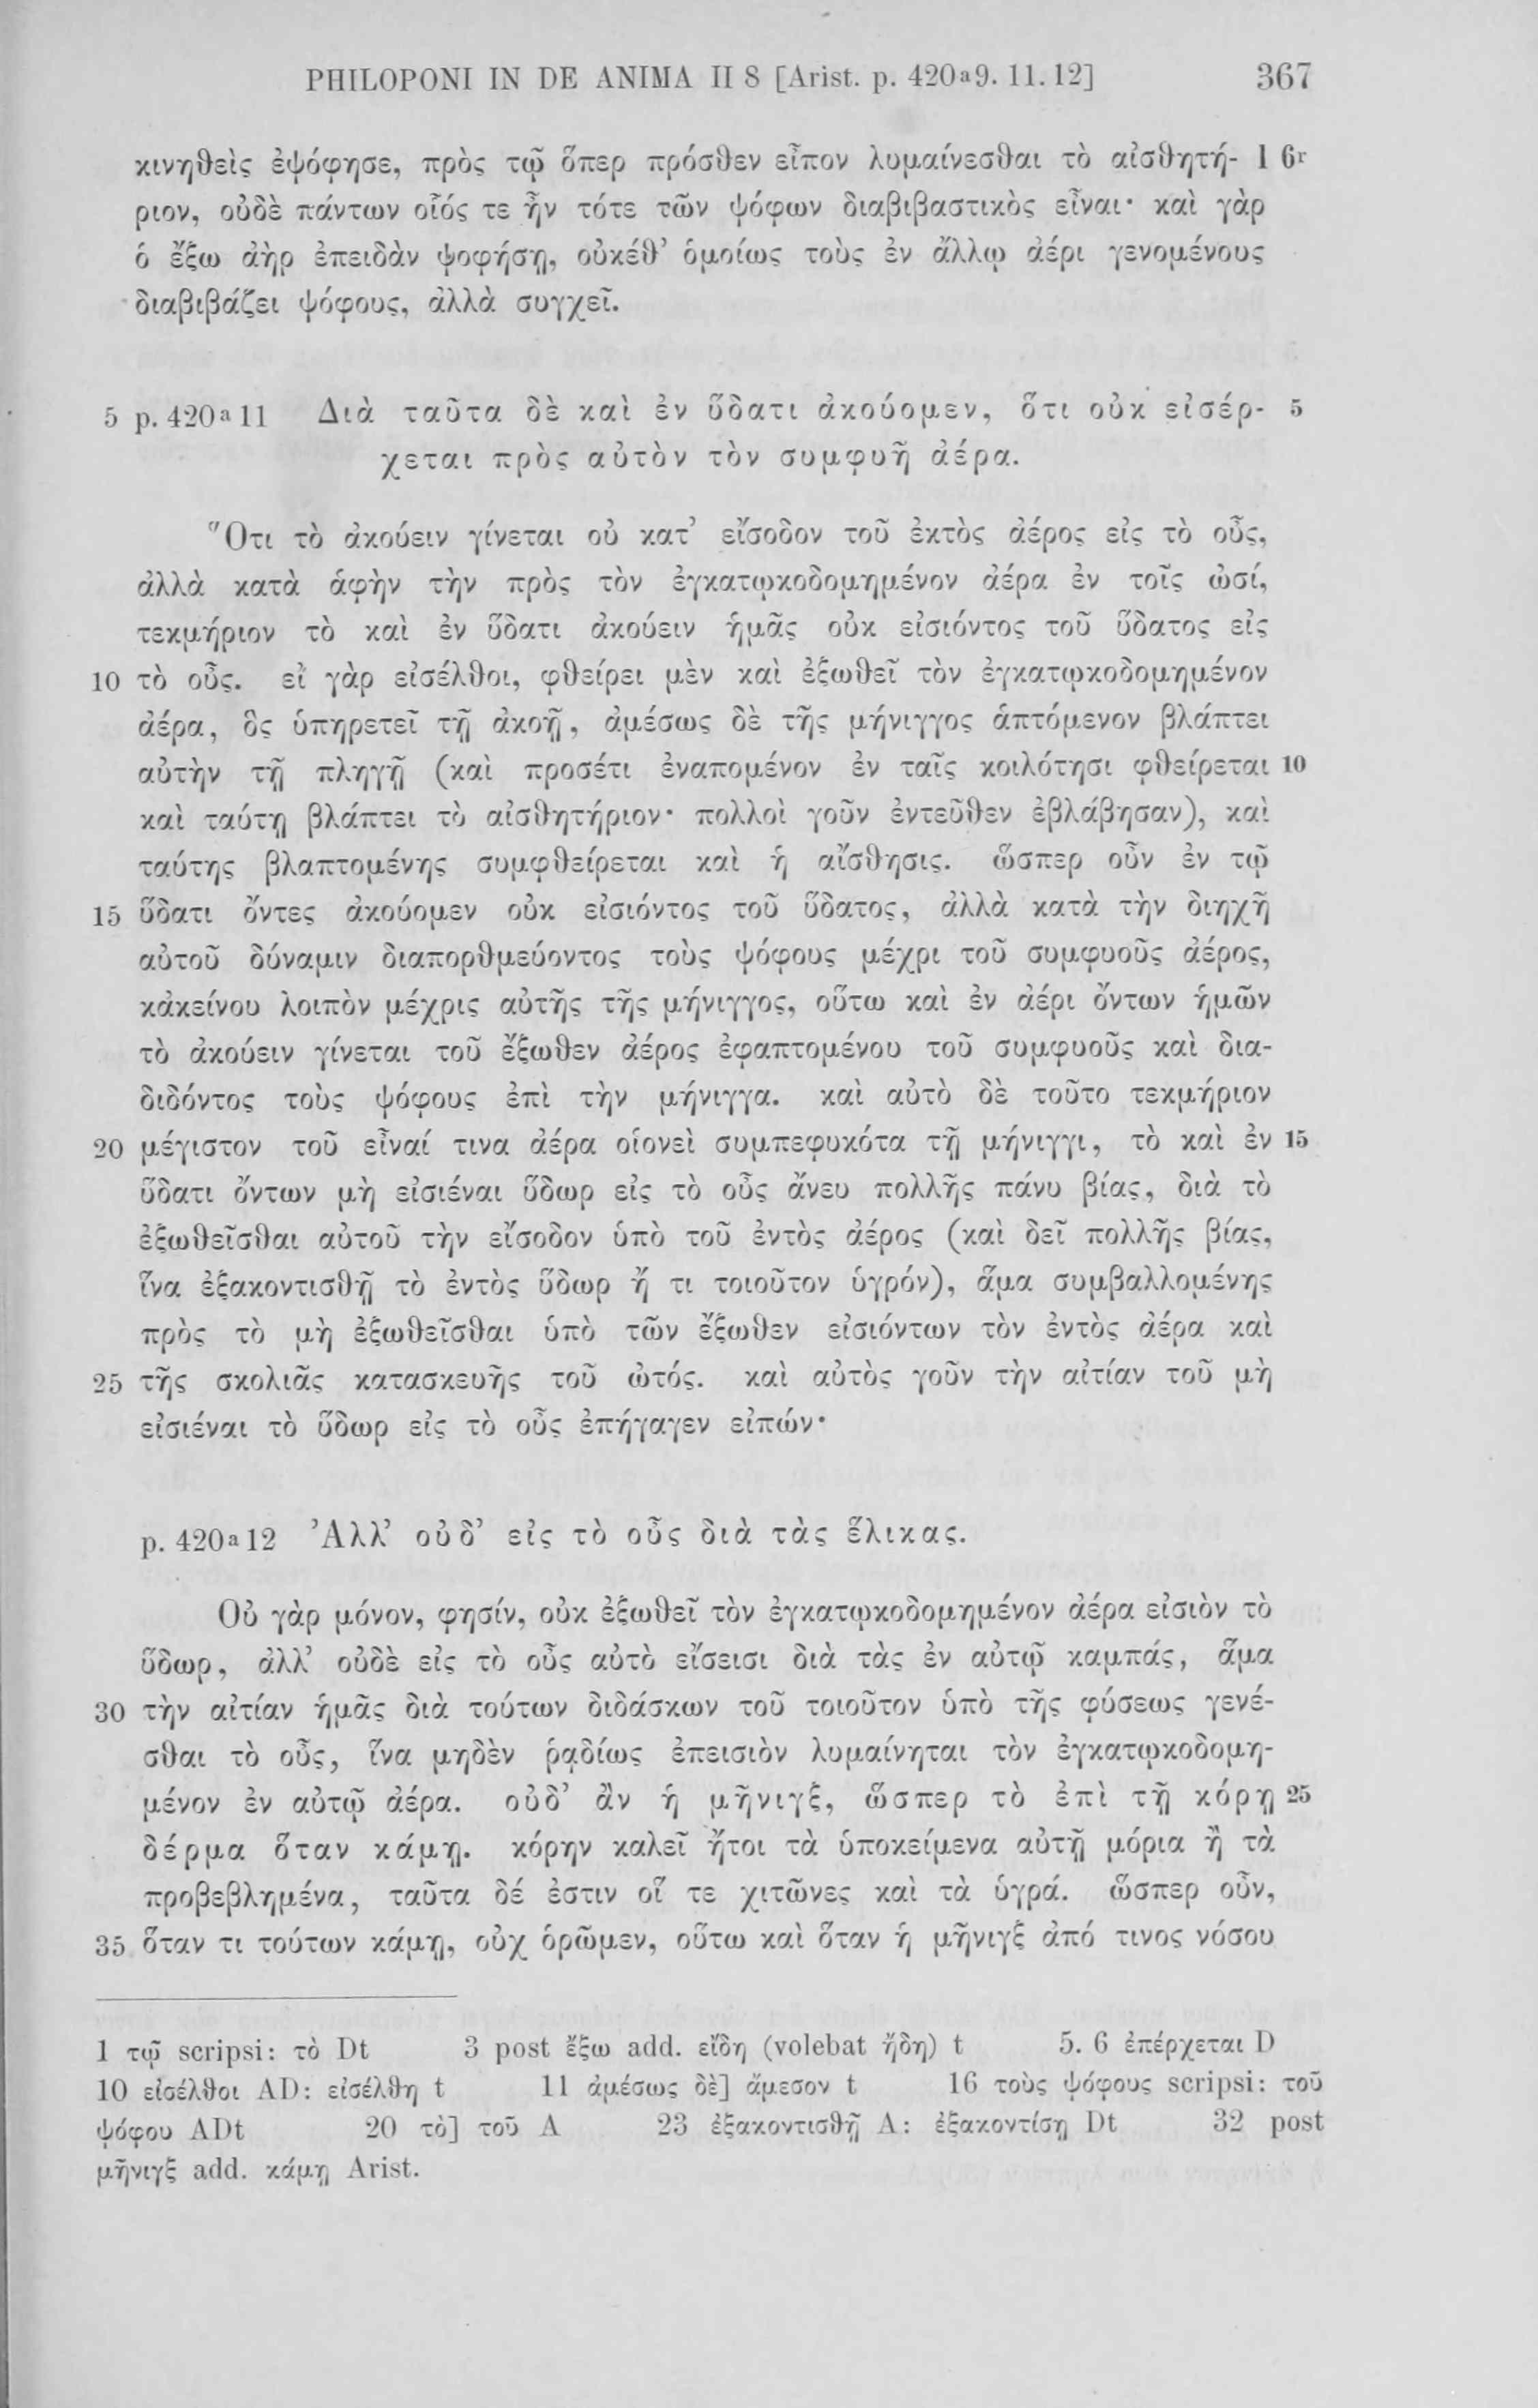 PHILOPONI IN DE ANIMA II 8 [Arist. p. 420a9. 11. 12] 367
κινηθεὶς ἐψόφησε, πρὸς τῷ ὅπερ πρόσθεν εἶπον λυμαίνεσθαι τὸ αἰσθητή- l 6r
ριον, οὐδὲ πάντων οἷός τε ἦν τότε τῶν ψόφων διαβιβαστικὸς εἶναι· καὶ γὰρ
ὁ ἔξω ἀὴρ ἐπειδὰν ψοφήσῃ, οὐκέθ’ ὁμοίως τοὺς ἐν ἄλλῳ ἀέρι γενομένους
διαβιβάζει ψόφους, ἀλλὰ συγχεῖ.
5 p. 420a11 Διὰ ταῦτα δὲ καὶ ἐν ὕδατι ἀκούομεν, ὅτι οὐκ εἰσέρ- 5
χεται πρὸς αὐτὸν τὸν συμφυῆ ἀέρα.
Ὅτι τὸ ἀκούειν γίνεται οὐ κατ’ εἴσοδον τοῦ ἐκτὸς ἀέρος εἰς τὸ οὖς,
ἀλλὰ κατὰ ἁφὴν τὴν πρὸς τὸν ἐγκατῳκοδομημένον ἀέρα ἐν τοῖς ὠσί,
τεκμήριον τὸ καὶ ἐν ὕδατι ἀκούειν ἡμᾶς οὐκ εἰσιόντος τοῦ ὕδατος εἰς
10 τὸ οὖς. εἰ γὰρ εἰσέλθοι, φθείρει μὲν καὶ ἐξωθεῖ τὸν ἐγκατῳκοδομημένον
ἀέρα, ὃς ὑπηρετεῖ τῇ ἀκοῇ, ἀμέσως δὲ τῆς μήνιγγος ἁπτόμενον βλάπτει
αὐτὴν τῇ πληγῇ (καὶ προσέτι ἐναπομένον ἐν ταῖς κοιλότησι φθείρεται 10
καὶ ταύτῃ βλάπτει τὸ αἰσθητήριον· πολλοὶ γοῦν ἐντεῦθεν ἐβλάβησαν), καὶ
ταύτης βλαπτομένης συμφθείρεται καὶ ἡ αἴσθησις. ὥσπερ οὖν ἐν τῷ
15 ὕδατι ὄντες ἀκούομεν οὐκ εἰσιόντος τοῦ ὕδατος, ἀλλὰ κατὰ τὴν διηχῆ
αὐτοῦ δύναμιν διαπορθμεύοντος τοὺς ψόφους μέχρι τοῦ συμφυοῦς ἀέρος,
κἀκείνου λοιπὸν μέχρις αὐτῆς τῆς μήνιγγος, οὕτω καὶ ἐν ἀέρι ὄντων ἡμῶν
τὸ ἀκούειν γίνεται τοῦ ἔξωθεν ἀέρος ἐφαπτομένου τοῦ συμφυοῦς καὶ δια-
διδόντος τοὺς ψόφους ἐπὶ τὴν μήνιγγα. καὶ αὐτὸ δὲ τοῦτο τεκμήριον
20 μέγιστον τοῦ εἶναί τινα ἀέρα οἱονεὶ συμπεφυκότα τῇ μήνιγγι, τὸ καὶ ἐν 15
ὕδατι ὄντων μὴ εἰσιέναι ὕδωρ εἰς τὸ οὖς ἄνευ πολλῆς πάνυ βίας, διὰ τὸ
ἐξωθεῖσθαι αὐτοῦ τὴν εἴσοδον ὑπὸ τοῦ ἐντὸς ἀέρος (καὶ δεῖ πολλῆς βίας,
ἵνα ἐξακοντισθῇ τὸ ἐντὸς ὕδωρ ἤ τι τοιοῦτον ὑγρόν), ἅμα συμβαλλομένης
πρὸς τὸ μὴ ἐξωθεῖσθαι ὑπὸ τῶν ἔξωθεν εἰσιόντων τὸν ἐντὸς ἀέρα καὶ
25 τῆς σκολιᾶς κατασκευῆς τοῦ ὠτός. καὶ αὐτὸς γοῦν τὴν αἰτίαν τοῦ μὴ
εἰσιέναι τὸ ὕδωρ εἰς τὸ οὖς ἐπήγαγεν εἰπών·
p. 420a12 Ἀλλ’ οὐδ’ εἰς τὸ οὖς διὰ τὰς ἕλικας.
Οὐ γὰρ μόνον, φησίν, οὐκ ἐξωθεῖ τὸν ἐγκατῳκοδομημένον ἀέρα εἰσιὸν τὸ
ὕδωρ, ἀλλ’ οὐδὲ εἰς τὸ οὖς αὐτὸ εἴσεισι διὰ τὰς ἐν αὐτῷ καμπάς, ἅμα
30 τὴν αἰτίαν ἡμᾶς διὰ τούτων διδάσκων τοῦ τοιοῦτον ὑπὸ τῆς φύσεως γενέ-
σθαι τὸ οὖς, ἵνα μηδὲν ῥᾳδίως ἐπεισιὸν λυμαίνηται τὸν ἐγκατῳκοδομη-
μένον ἐν αὐτῷ ἀέρα. οὐδ’ ἂν ἡ μῆνιγξ, ὥσπερ τὸ ἐπὶ τῇ κόρῃ 25
δέρμα ὅταν κάμῃ. κόρην καλεῖ ἤτοι τὰ ὑποκείμενα αὐτῇ μόρια ἢ τὰ
προβεβλημένα, ταῦτα δέ ἐστιν οἵ τε χιτῶνες καὶ τὰ ὑγρά. ὥσπερ οὖν,
35 ὅταν τι τούτων κάμῃ, οὐχ ὁρῶμεν, οὕτω καὶ ὅταν ἡ μῆνιγξ ἀπό τινος νόσου
1 τῷ scripsi: τὸ Dt 3 post ἔξω add. εἴδη (volebat ἤδη) t 5. 6 ἐπέρχεται D
10 εἰσέλθοι AD: εἰσέλθη t 11 ἀμέσως δὲ] ἄμεσον t 16 τοὺς ψόφους scripsi: τοῦ
ψόφου ADt 20 τὸ] τοῦ A 23 ἐξακοντισθῇ A: ἐξακοντίσῃ Dt 32 post
μῆνιγξ add. κάμῃ Arist.